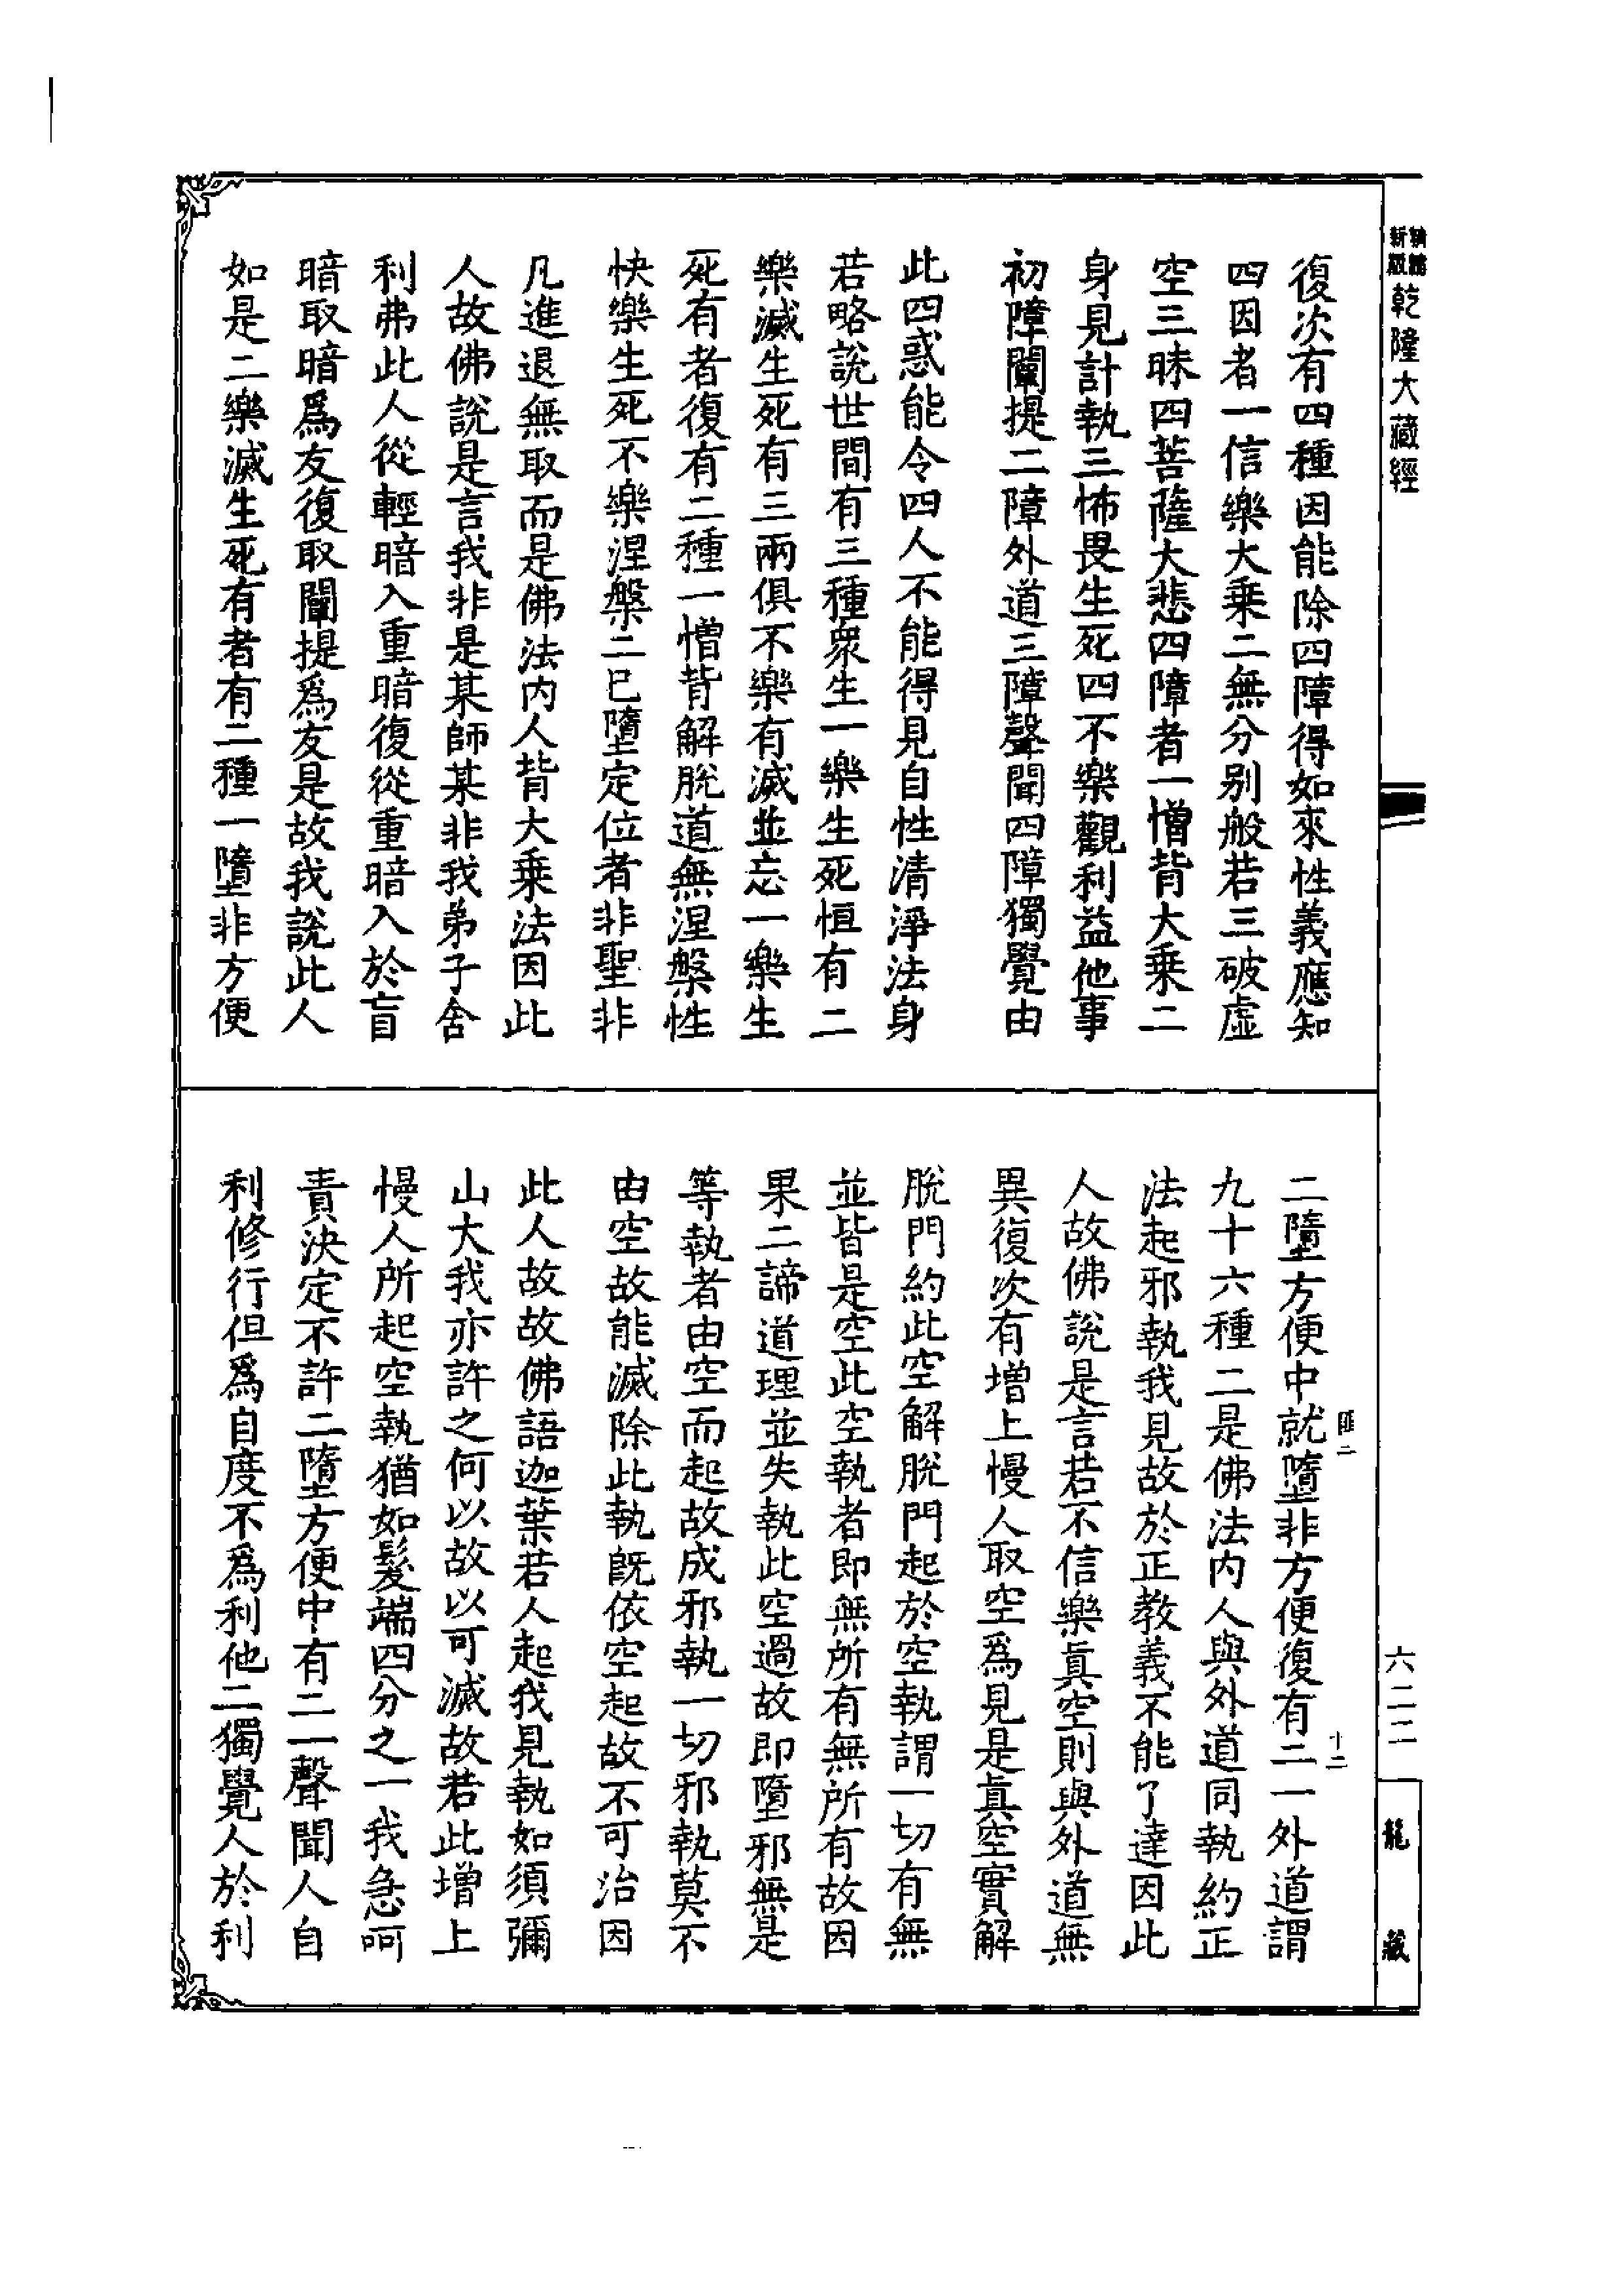 新編
縮版
乾隆大藏經
復次有四種因能除四障得如來性義應知
四因者一信樂大乘二無分別般若三破虛
空三昧四菩薩大悲四障者一憎背大乘二
身見計執三怖畏生死四不樂觀利益他事
初障闡提二障外道三障聲聞四障獨覺由
此四惑能令四人不能得見自性清淨法身
若略說世間有三種衆生一樂生死恒有二
樂滅生死有三兩俱不樂有滅並忘一樂生
死有者復有二種一憎背解脫道無涅槃性
快樂生死不樂涅槃二已墮定位者非聖非
凡進退無取而是佛法內人背大乘法因此
人故佛說是言我非是某師某非我弟子舍
利弗此人從輕暗入重暗復從重暗入於盲
暗取暗爲友復取闡提爲友是故我說此人
如是二樂滅生死有者有二種一墮非方便
二墮方便中就墮非方便復有二一外道謂
九十六種二是佛法內人與外道同執約正
法起邪執我見故於正教義不能了達因此
人故佛說是言若不信樂眞空則與外道無
異復次有增上慢人取空爲見是眞空實解
脫門約此空解脫門起於空執謂一切有無
並皆是空此空執者即無所有無所有故因
果二諦道理並失執此空過故即墮邪無是
等執者由空而起故成邪執一切邪執莫不
由空故能滅除此執旣依空起故不可治因
此人故故佛語迦葉若人起我見執如須彌
山大我亦許之何以故以可滅故若此增上
慢人所起空執猶如髮端四分之一我急呵
責決定不許二墮方便中有二一聲聞人自
利修行但爲自度不爲利他二獨覺人於利
匪二
十二
六二二
龍藏